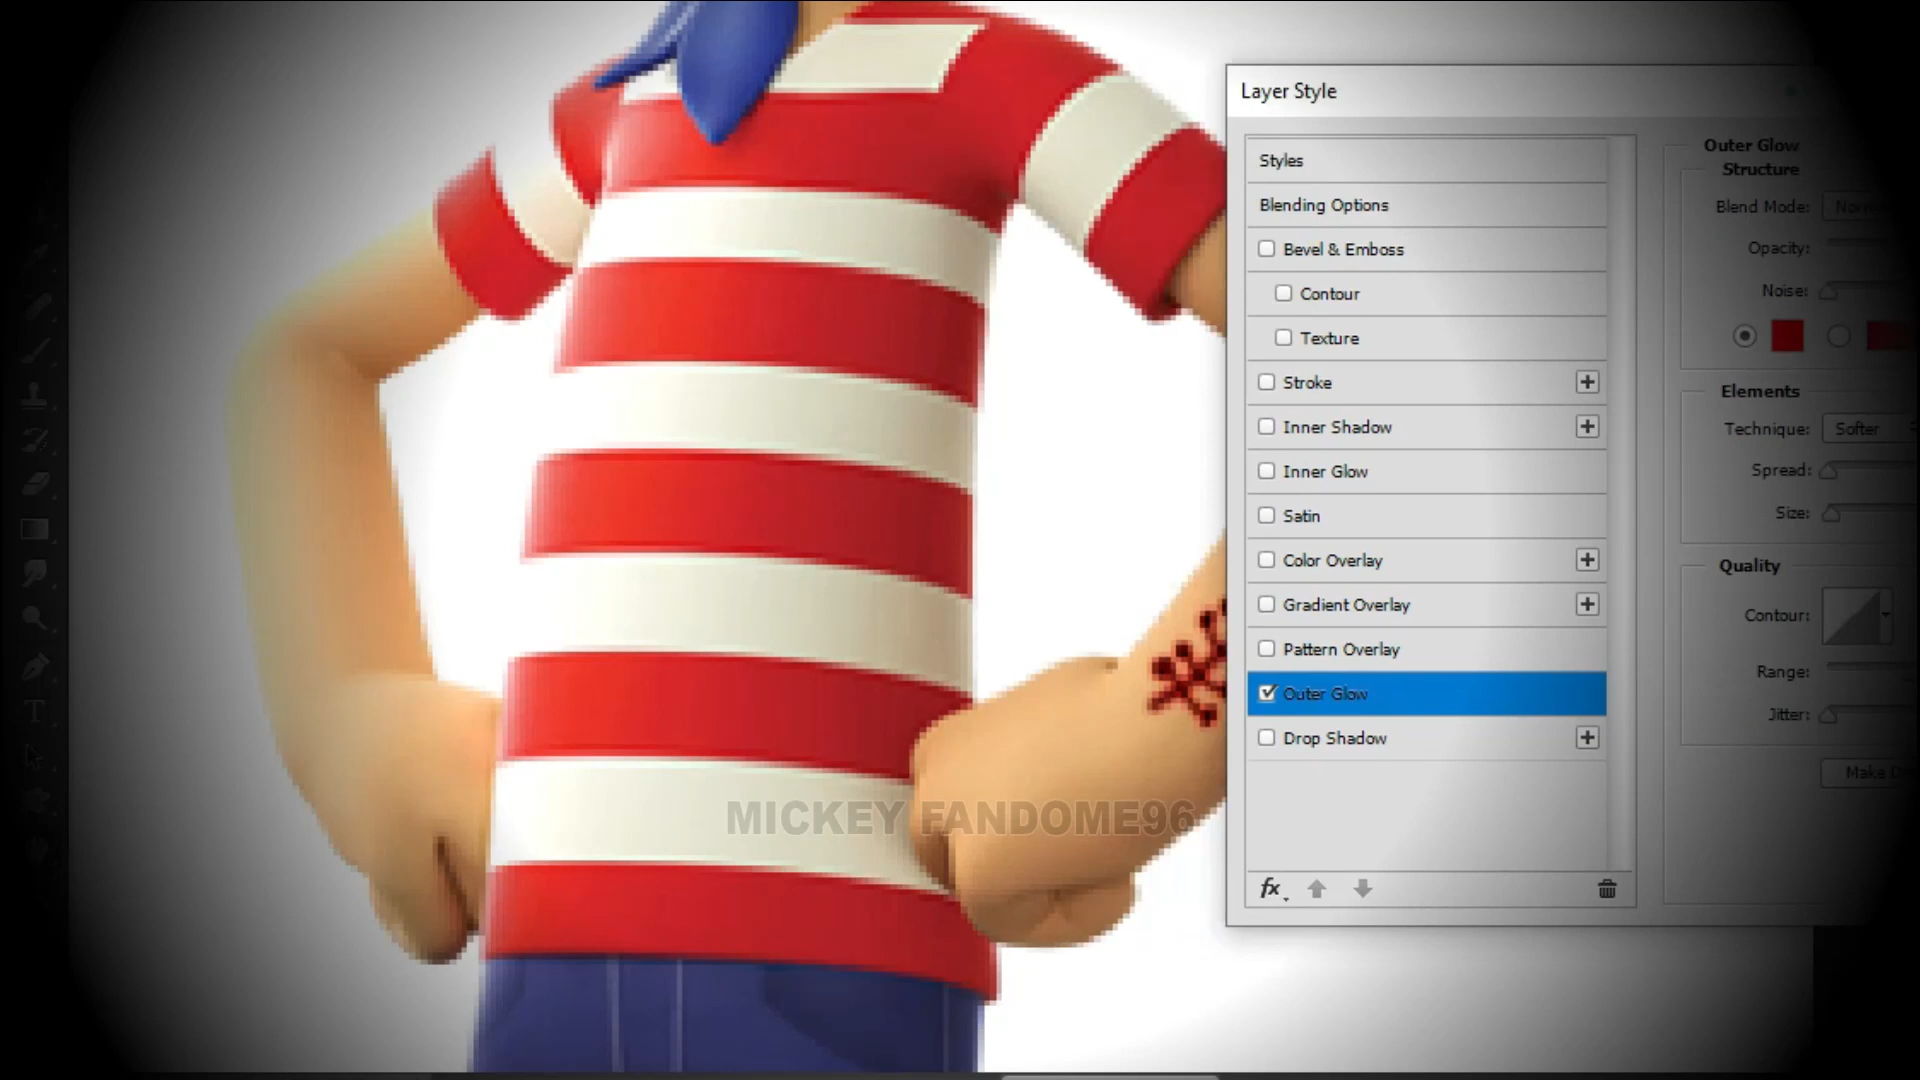 Layer Style
Styles
Blending Options
Bevel & Emboss
Contour
Texture
Stroke
Inner Shadow
Inner Glow
Satin
Color Overlay
Gradient Overlay
Pattern Overlay
Outer Glow
Drop Shadow
fx
Outer Glow
Structure
Blend Mode:
Opacity:
Noise:
Elements
Technique: Softer
Spread:
Size:
Quality
Contour:
Range:
Jitter:
Make
MICKEY FANDOME96
T